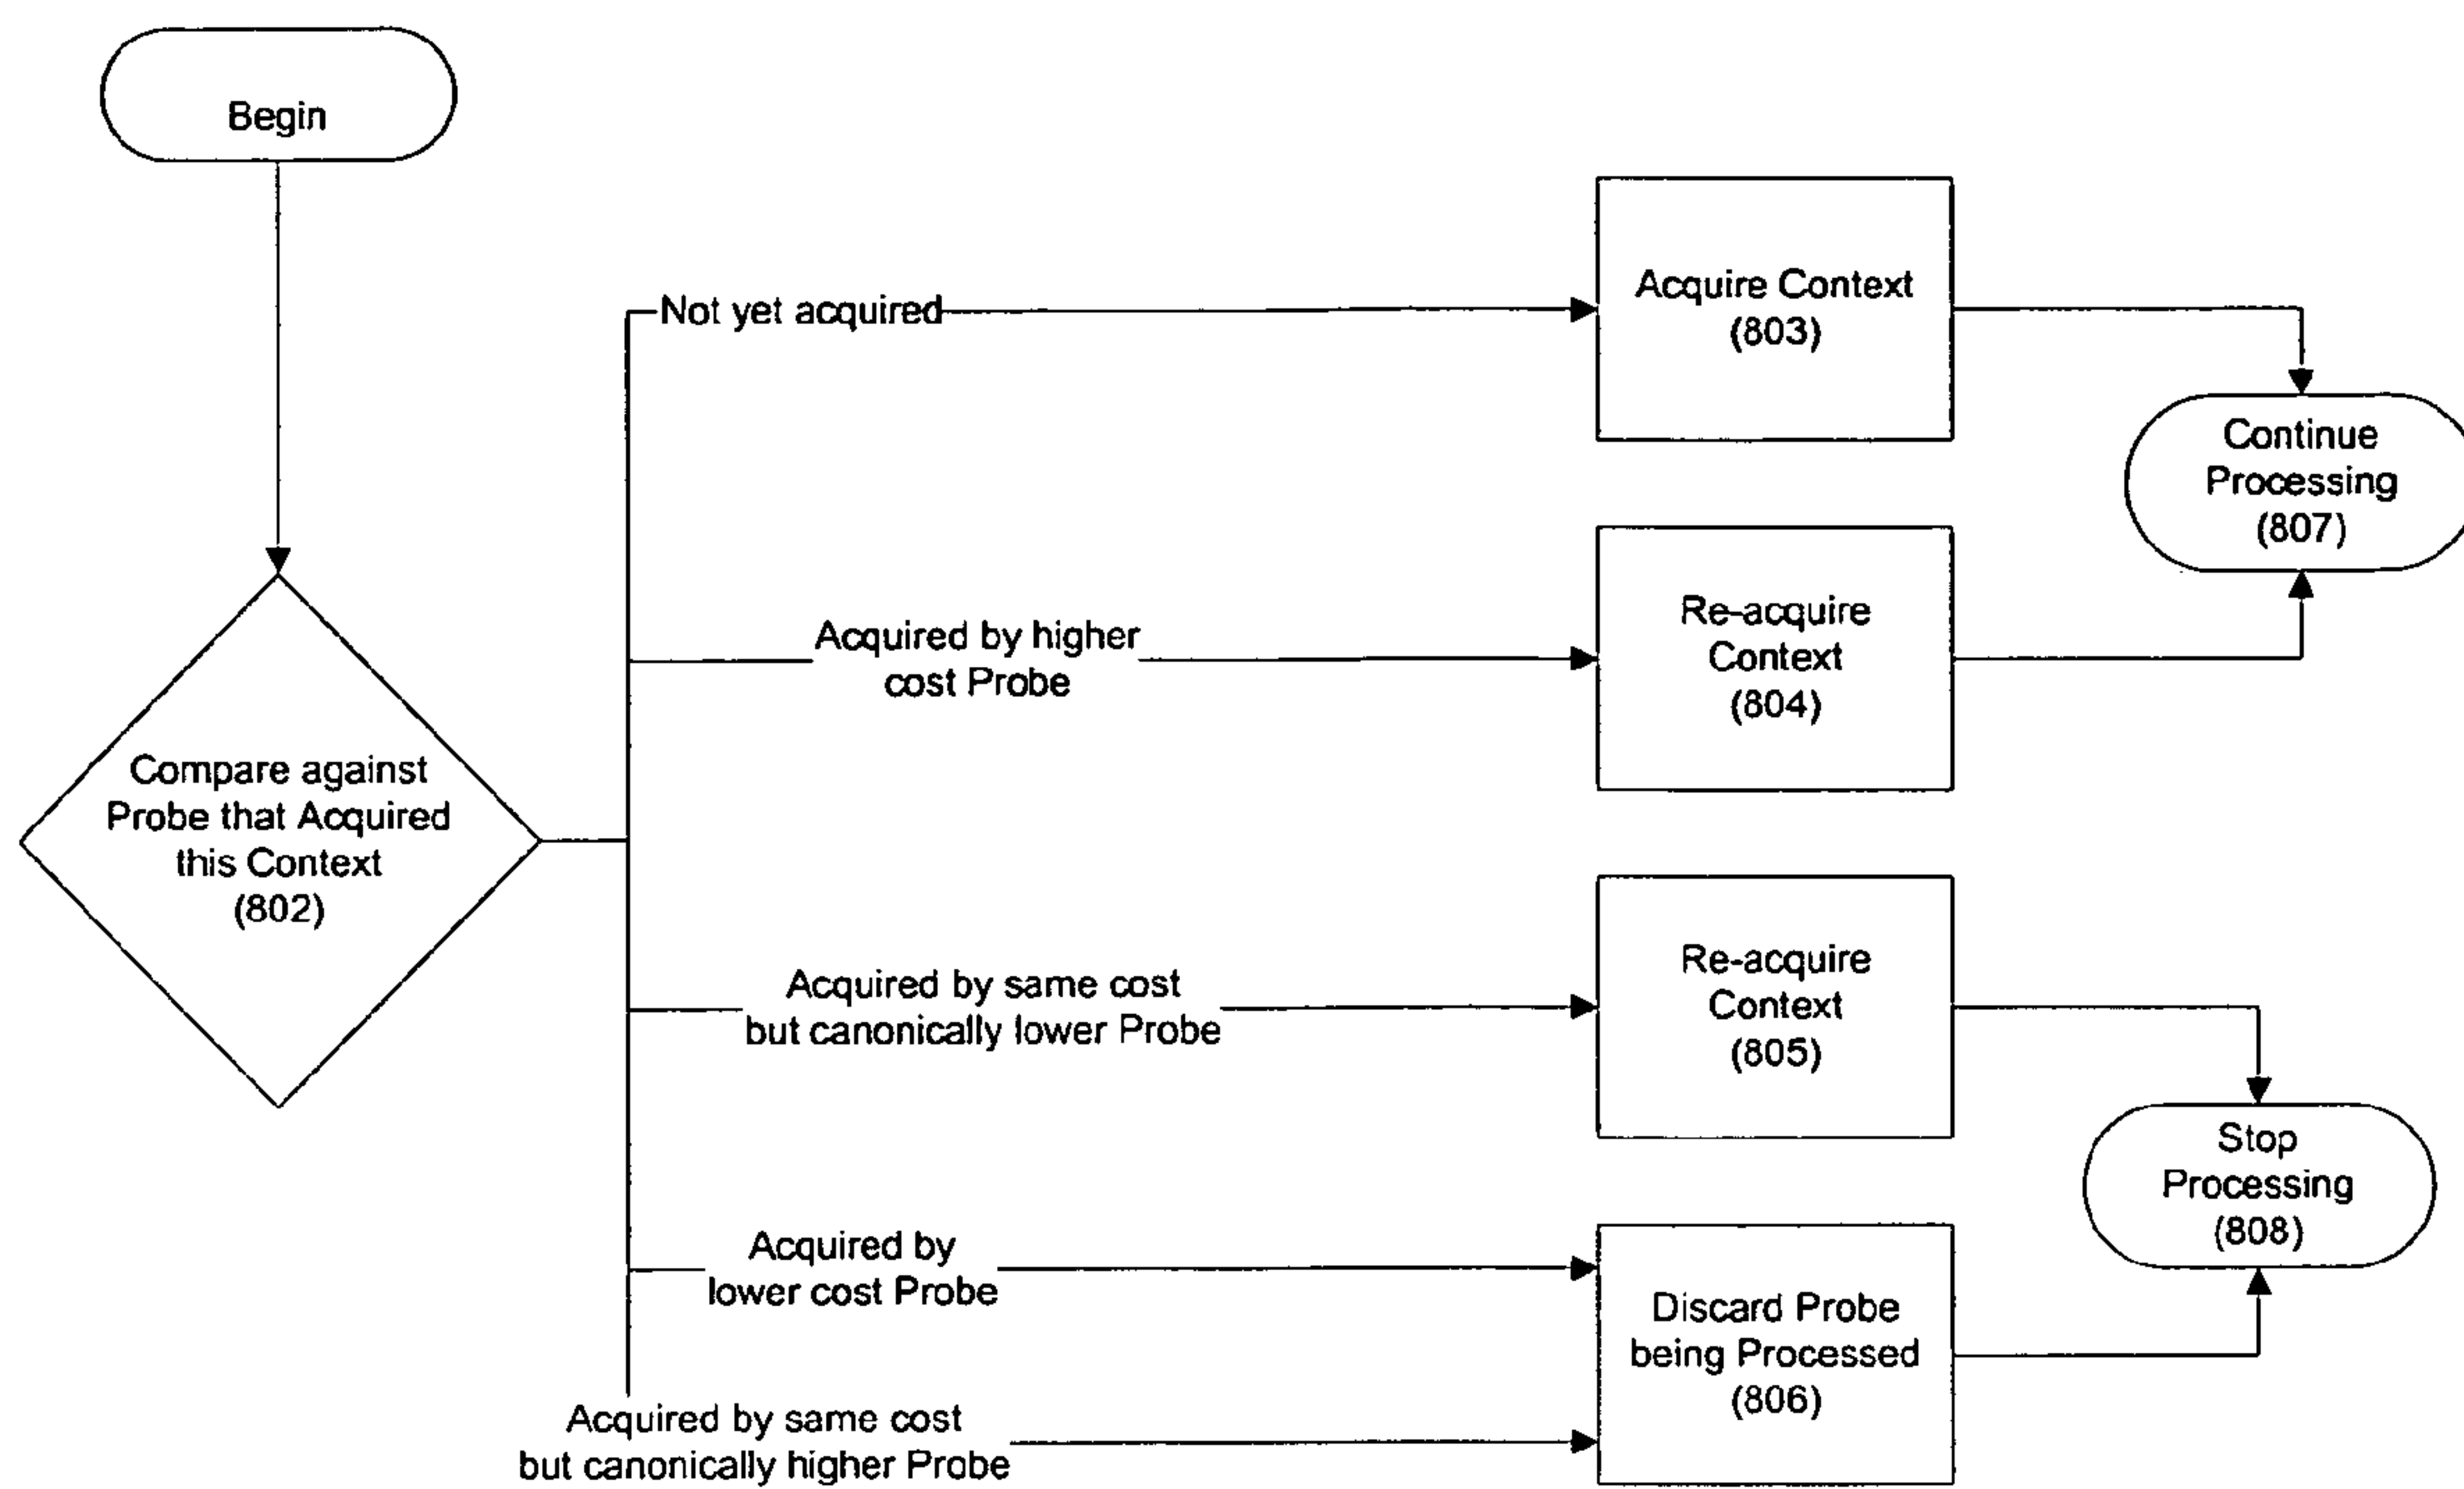 Begin
Compare against
Probe that Acquired
this Context
(802)
Not yet acquired
Acquired by higher
cost Probe
Acquired by same cost
but canonically lower Probe
Acquired by
lower cost Probe
Acquired by same cost
but canonically higher Probe
Acquire Context
(803)
Re-acquire
Context
(804)
Re-acquire
Context
(805)
Discard Probe
being Processed
(806)
Continue
Processing
(807)
Stop
Processing
(808)